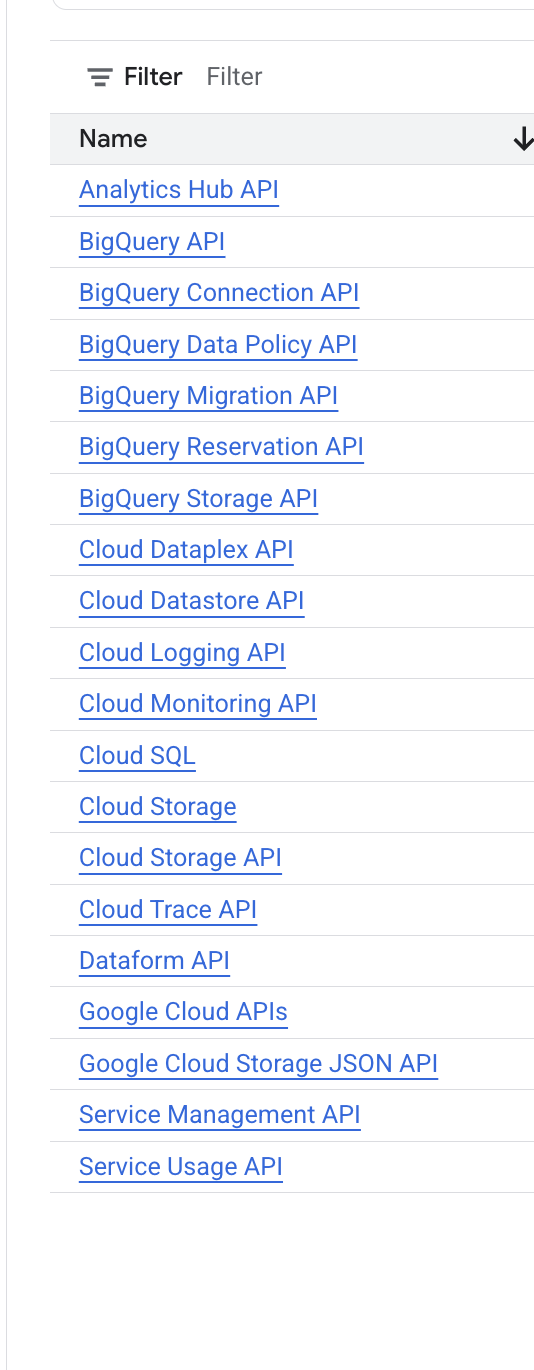 Filter Filter
Name
Analytics Hub API
BigQuery API
BigQuery Connection API
BigQuery Data Policy API
BigQuery Migration API
BigQuery Reservation API
BigQuery Storage API
Cloud Dataplex API
Cloud Datastore API
Cloud Logging API
Cloud Monitoring API
Cloud SQL
Cloud Storage
Cloud Storage API
Cloud Trace API
Dataform API
Google Cloud APIs
Google Cloud Storage JSON API
Service Management API
Service Usage API